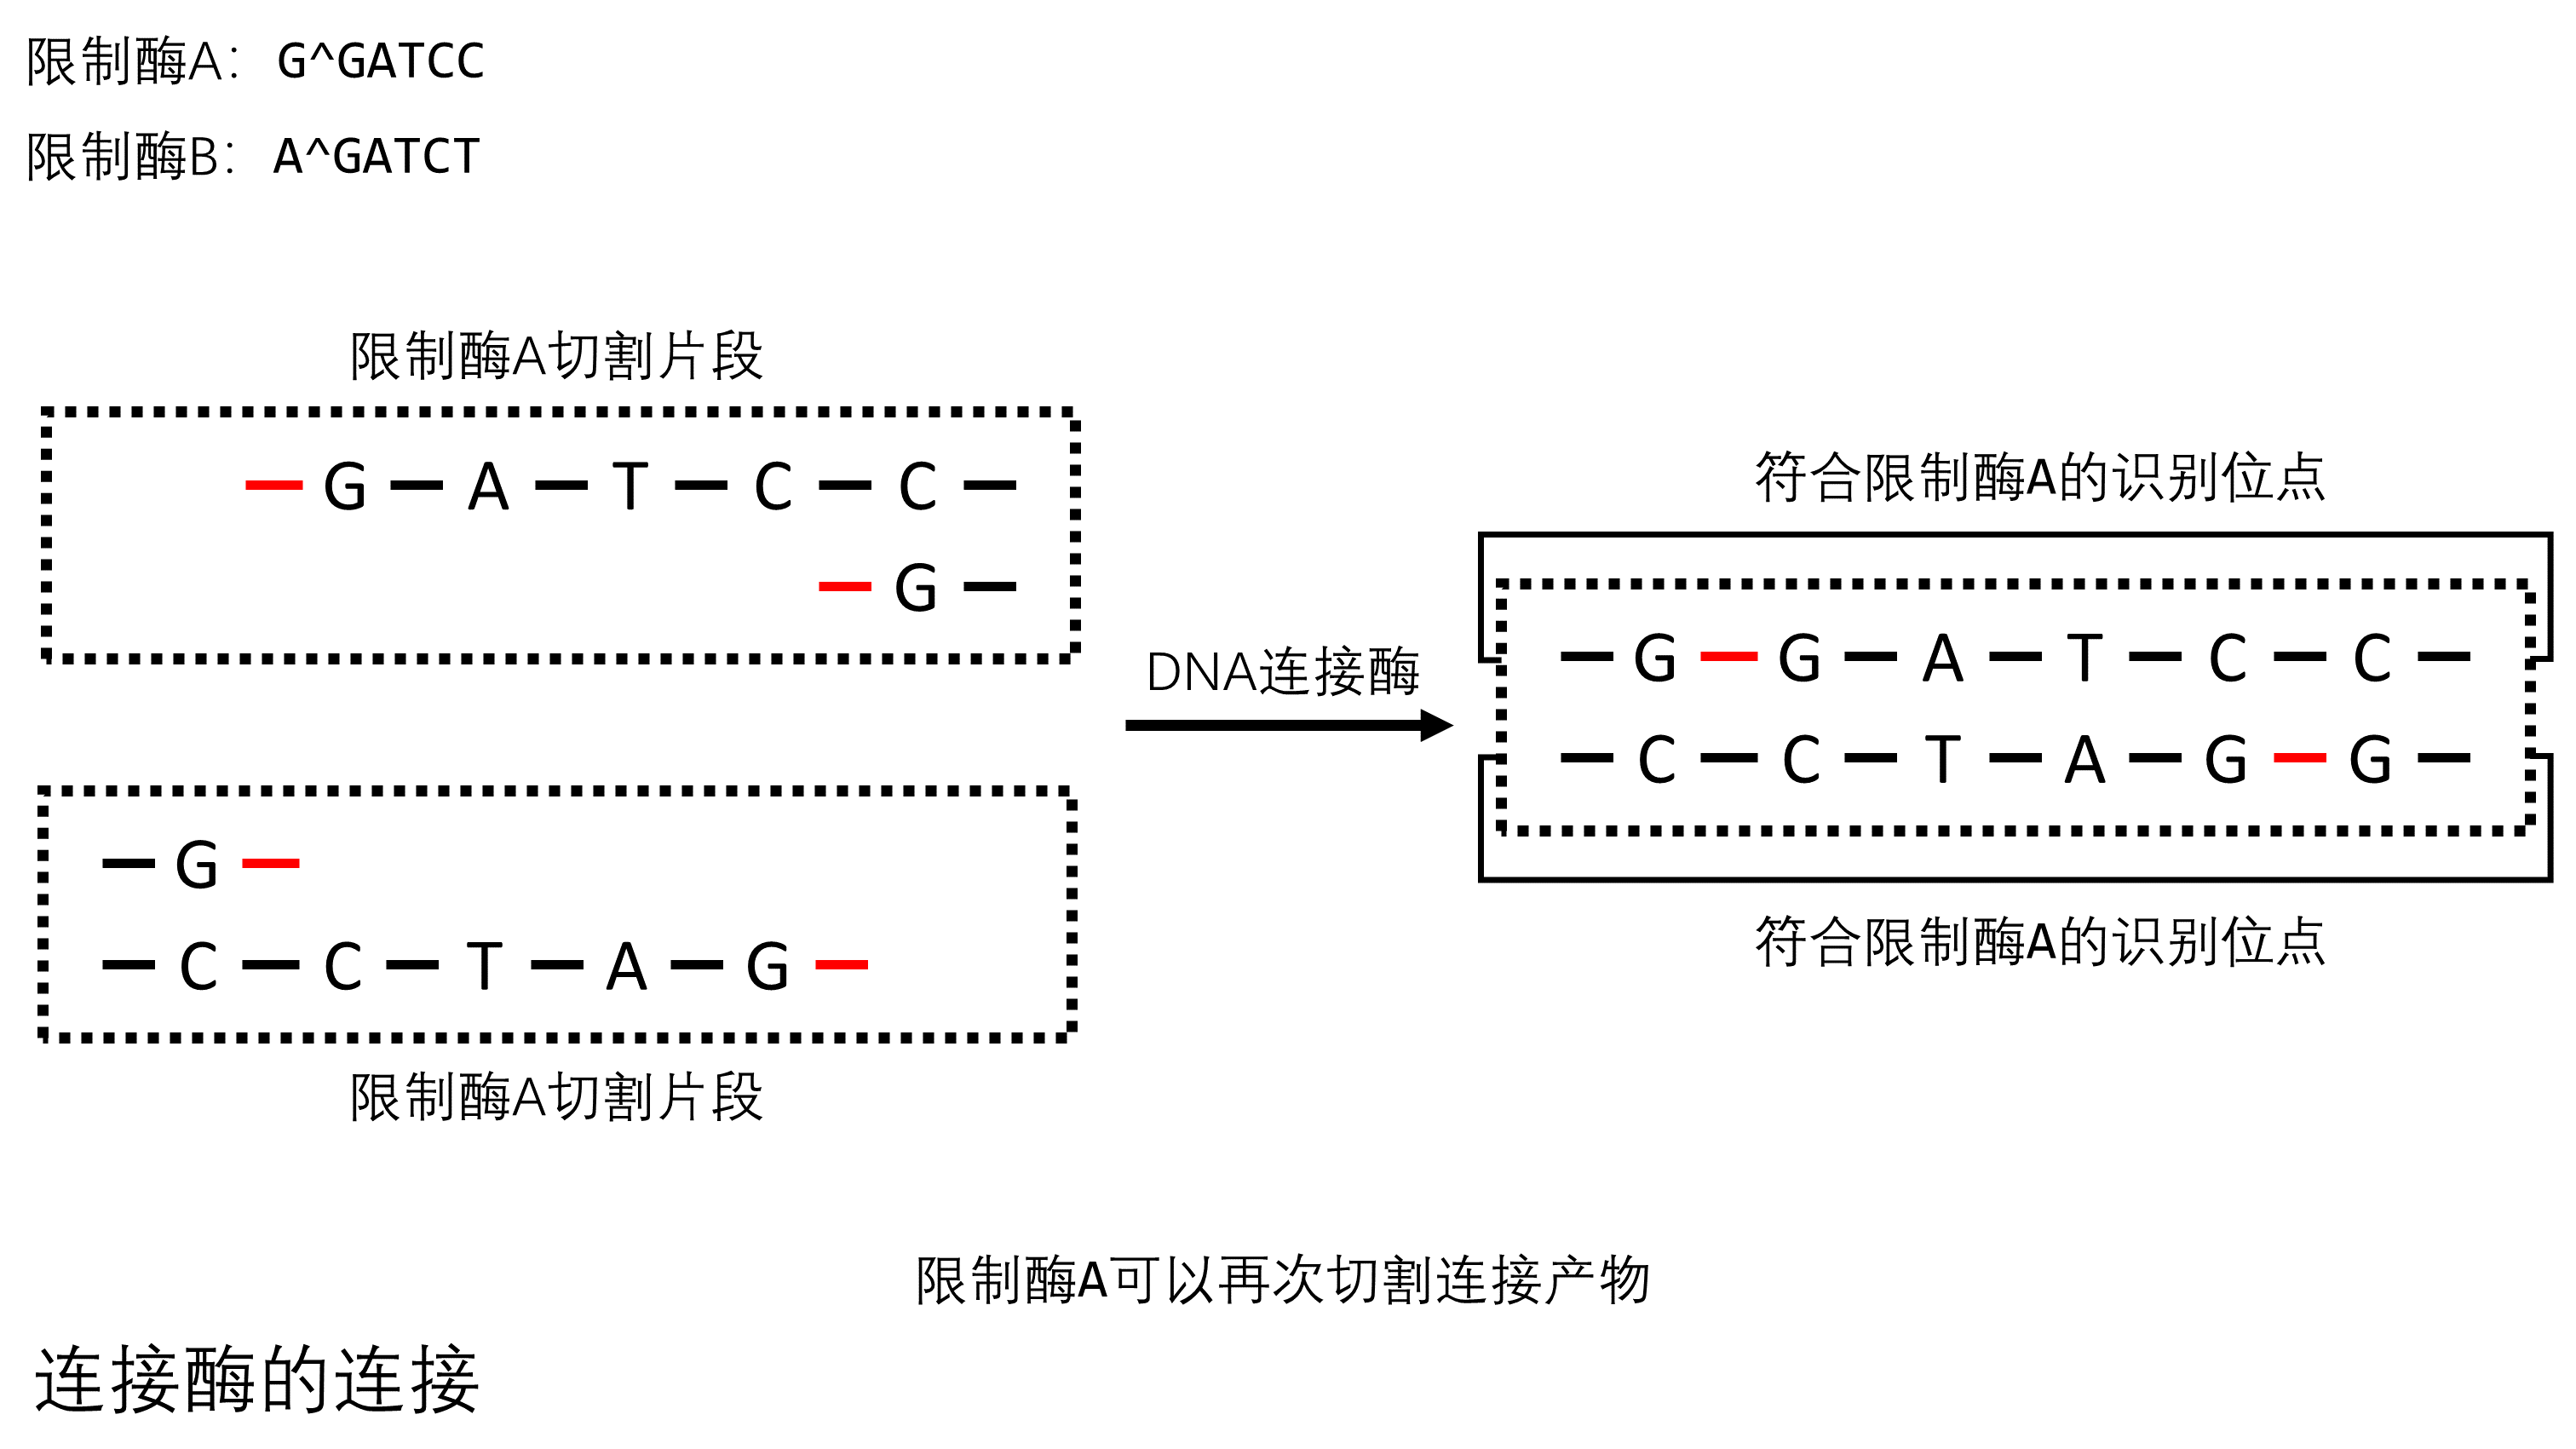 限制酶A： G^GATCC
限制酶B： A^GATCT
限制酶A切割片段
G A T C C
G
G
C C T A G
限制酶A切割片段
DNA连接酶
符合限制酶A的识别位点
G G A T C C
C C T A G G
符合限制酶A的识别位点
限制酶A可以再次切割连接产物
连接酶的连接